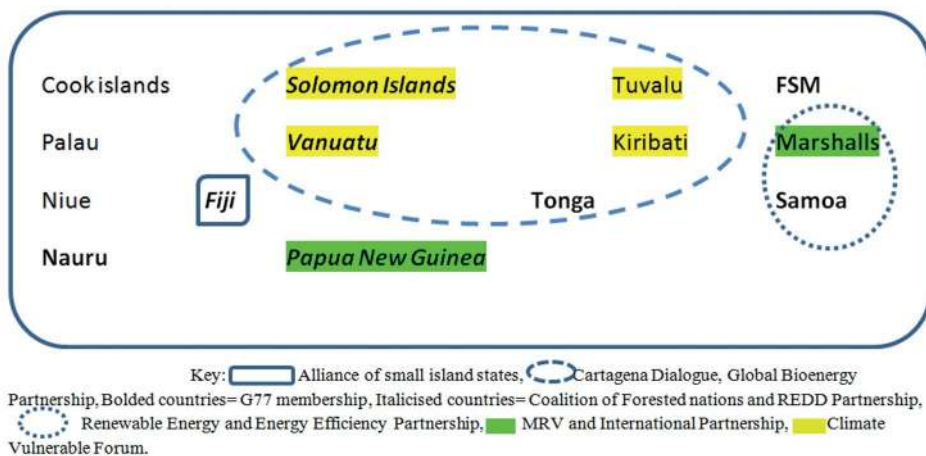 Cook islands Solomon Islands Tuvalu FSM
Palau Vanuatu Kiribati Marshalls
Niue Fiji Tonga Samoa
Nauru Papua New Guinea
Key: Alliance of small island states, Cartagena Dialogue, Global Bioenergy
Partnership, Bolded countries= G77 membership, Italicised countries= Coalition of Forested nations and REDD Partnership,
Renewable Energy and Energy Efficiency Partnership, MRV and International Partnership, Climate
Vulnerable Forum.